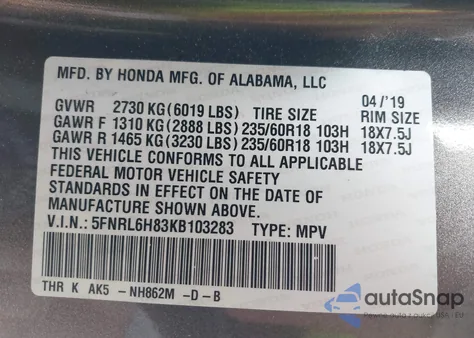 MFD. BY HONDA MFG. OF ALABAMA, LLC
04/'19
GVWR 2730 KG(6019 LBS) TIRE SIZE RIM SIZE
GAWR F 1310 KG(2888 LBS) 235/60R18 103H 18X7.5J
GAWR R 1465 KG(3230 LBS) 235/60R18 103H 18X7.5J
THIS VEHICLE CONFORMS TO ALL APPLICABLE
FEDERAL MOTOR VEHICLE SAFETY
STANDARDS IN EFFECT ON THE DATE OF
MANUFACTURE SHOWN ABOVE.
V.I.N.: 5FNRL6H83KB103283 TYPE: MPV
THR K AK5 -NH862M -D-B
autoSnap